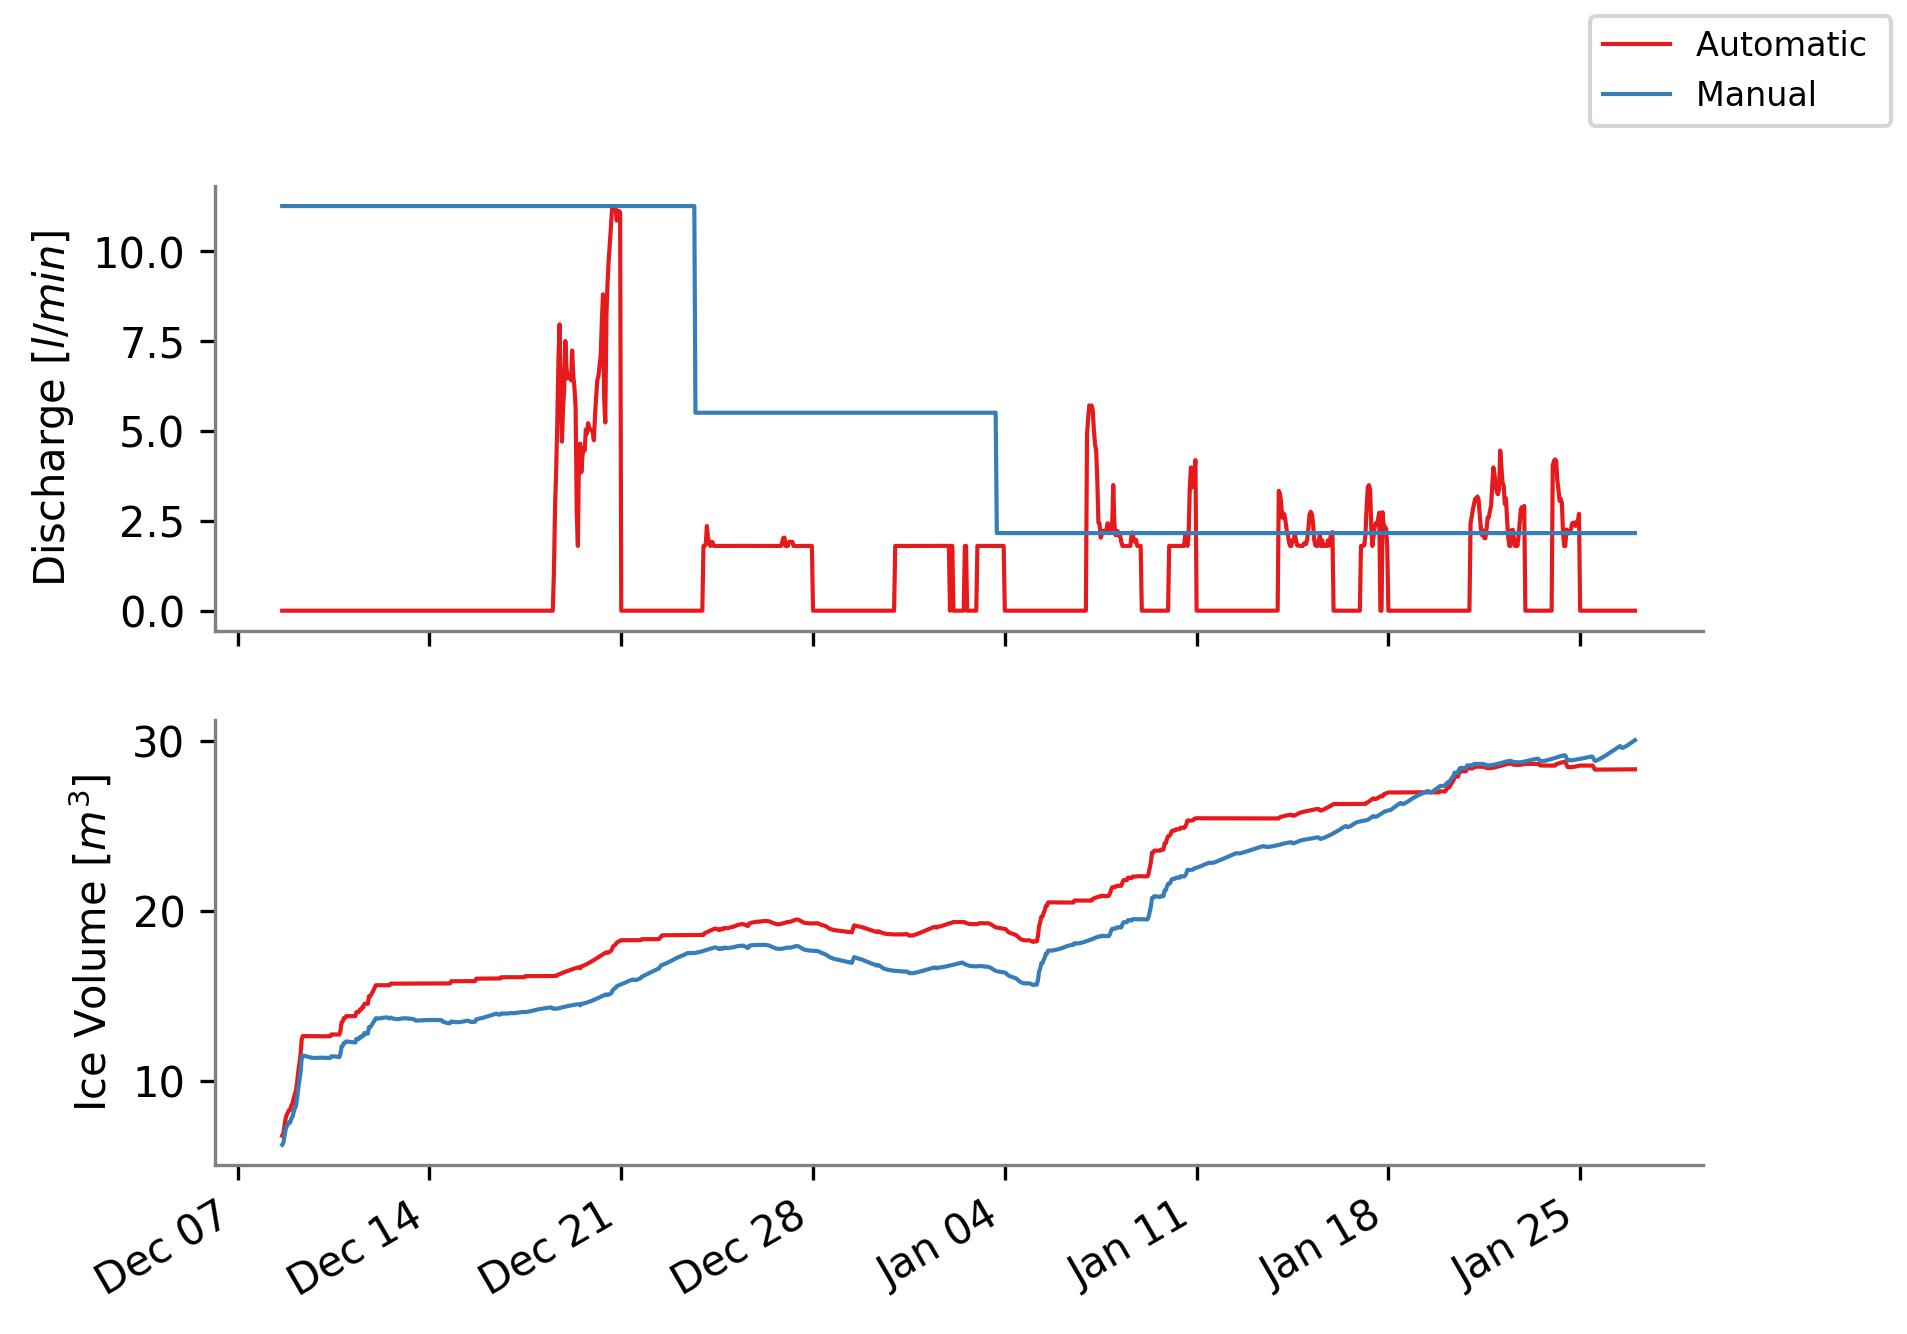 Automatic
Manual
Discharge [l/min]
10.0
7.5
5.0
2.5
0.0
Ice Volume [m³]
30
20
10
Dec 07
Dec 14
Dec 21
Dec 28
Jan 04
Jan 11
Jan 18
Jan 25